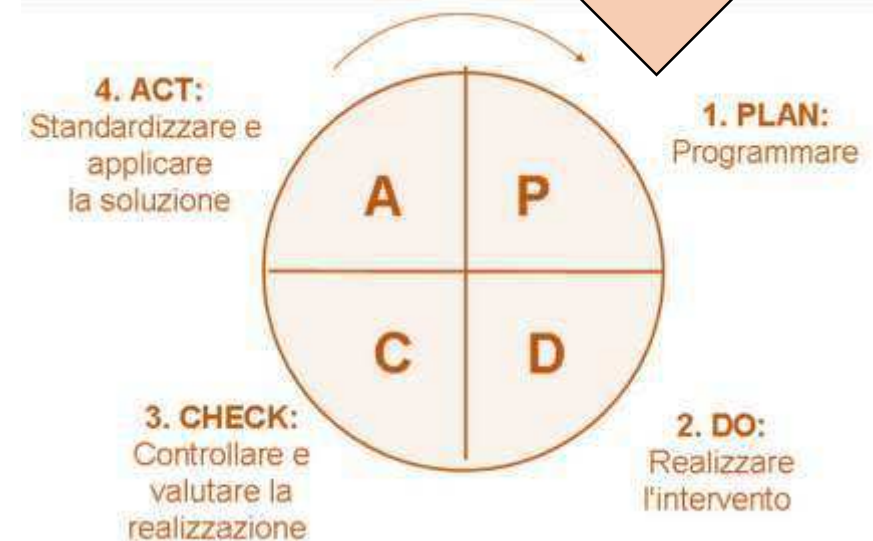 4. ACT:
Standardizzare e
applicare
la soluzione
1. PLAN:
Programmare
A
P
C
D
3. CHECK:
Controllare e
valutare la
realizzazione
2. DO:
Realizzare
l'intervento